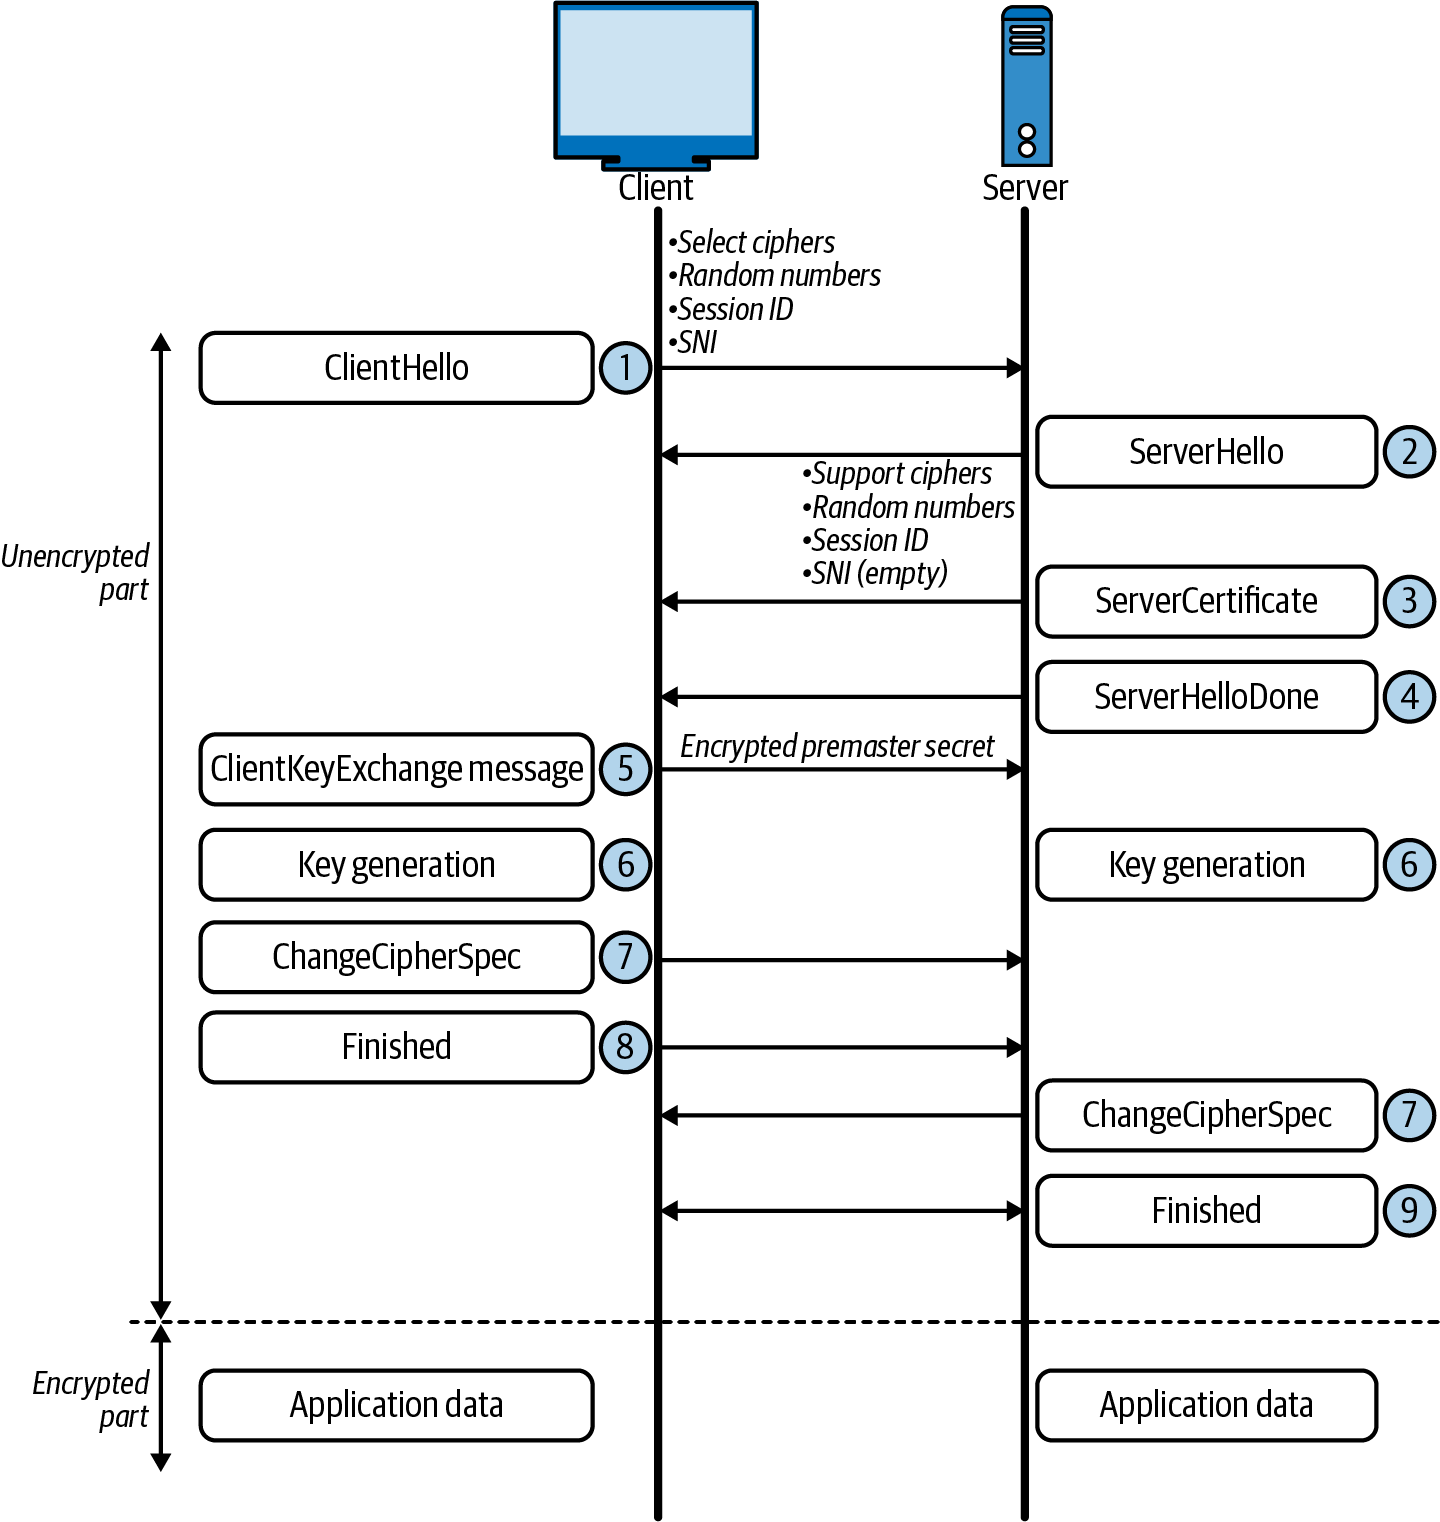 Client
Server
•Select ciphers
•Random numbers
•Session ID
•SNI
ClientHello
1
ServerHello
2
•Support ciphers
•Random numbers
•Session ID
•SNI (empty)
Unencrypted
part
ServerCertificate
3
ServerHelloDone
4
ClientKeyExchange message
5
Encrypted premaster secret
Key generation
6
Key generation
6
ChangeCipherSpec
7
Finished
8
ChangeCipherSpec
7
Finished
9
Encrypted
part
Application data
Application data